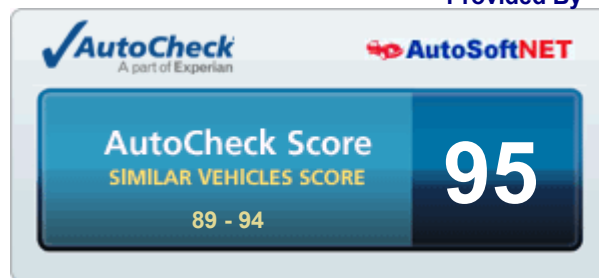 Provided By
AutoCheck
A part of Experian
AutoSoftNET
AutoCheck Score
SIMILAR VEHICLES SCORE
89 - 94
95